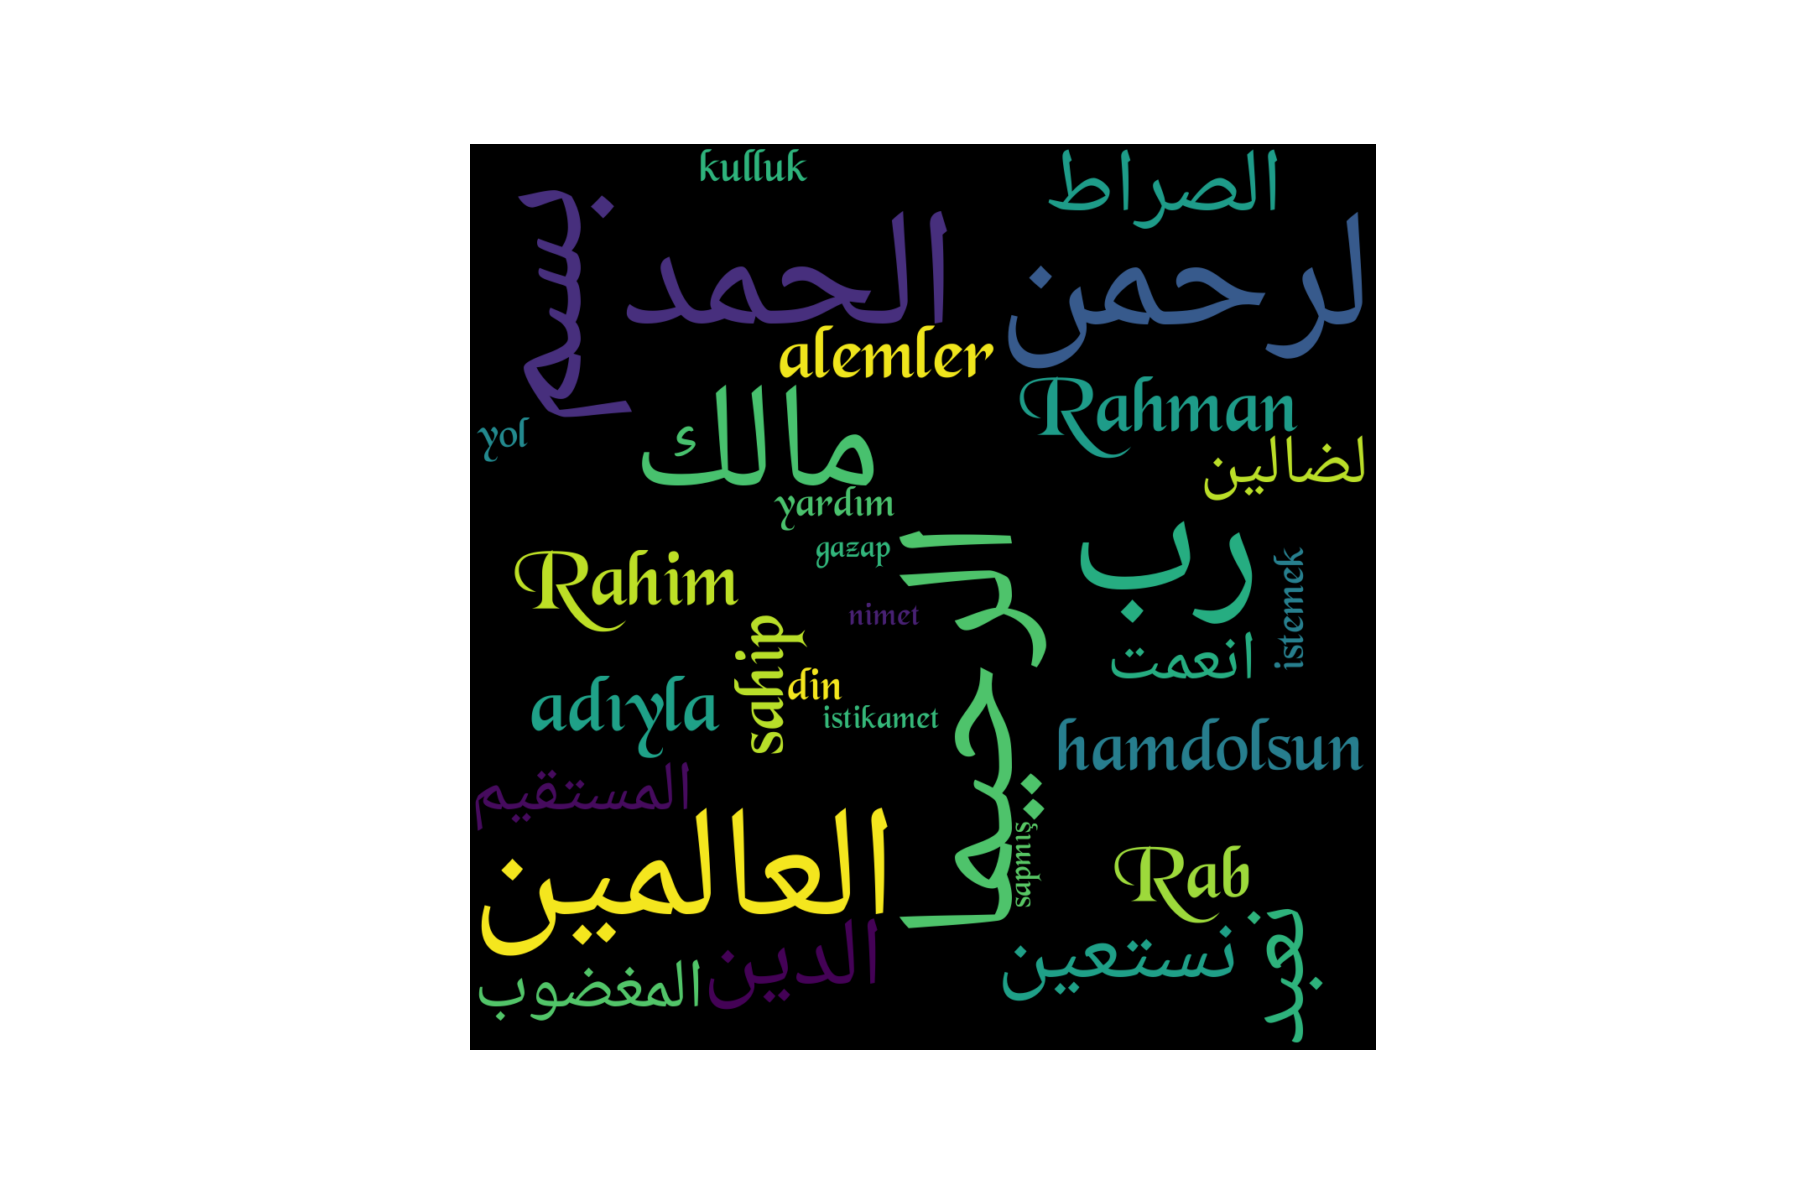 kulluk
الصراط
بسم
الحمد
لرحمن
alemler
Rahman
yol
مالك
لضالين
yardım
رب
gazap
الرحيما
Rahim
istemek
nimet
sahip
انعمت
din
adıyla
istikamet
hamdolsun
المستقيم
العالمين
sapmış
Rab
نعبد
الدين
نستعين
المغضوب